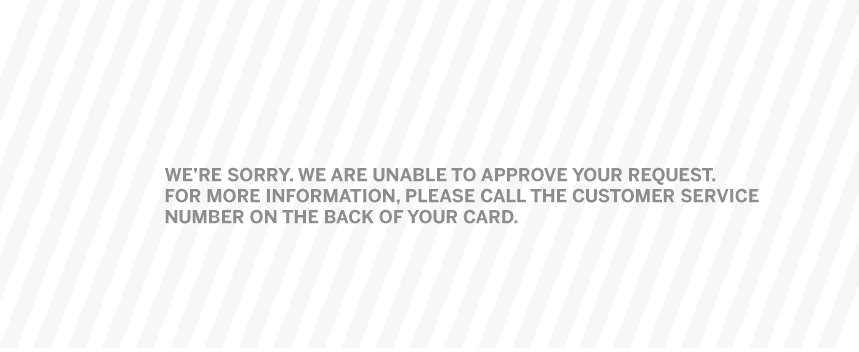 WE'RE SORRY. WE ARE UNABLE TO APPROVE YOUR REQUEST.
FOR MORE INFORMATION, PLEASE CALL THE CUSTOMER SERVICE
NUMBER ON THE BACK OF YOUR CARD.